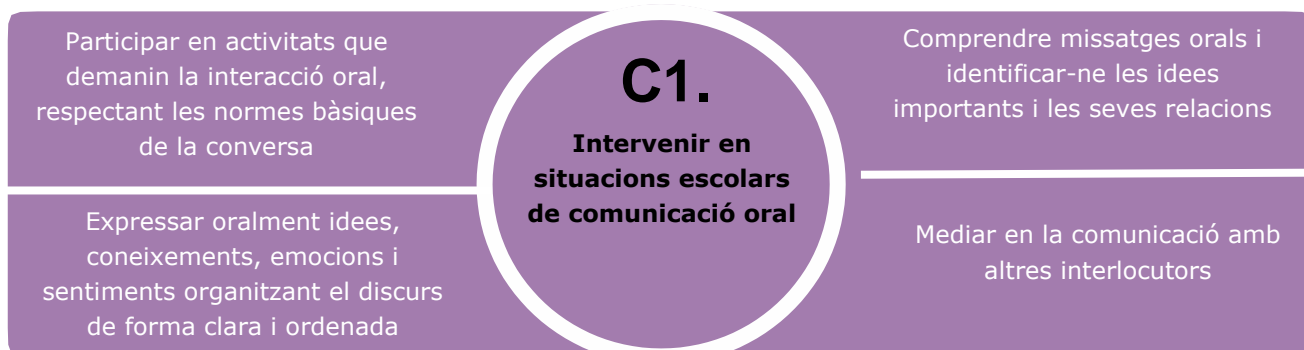 Participar en activitats que
demanin la interacció oral,
respectant les normes bàsiques
de la conversa
Expressar oralment idees,
coneixements, emocions i
sentiments organitzant el discurs
de forma clara i ordenada
C1.
Intervenir en
situacions escolars
de comunicació oral
Comprendre missatges orals i
identificar-ne les idees
importants i les seves relacions
Mediar en la comunicació amb
altres interlocutors